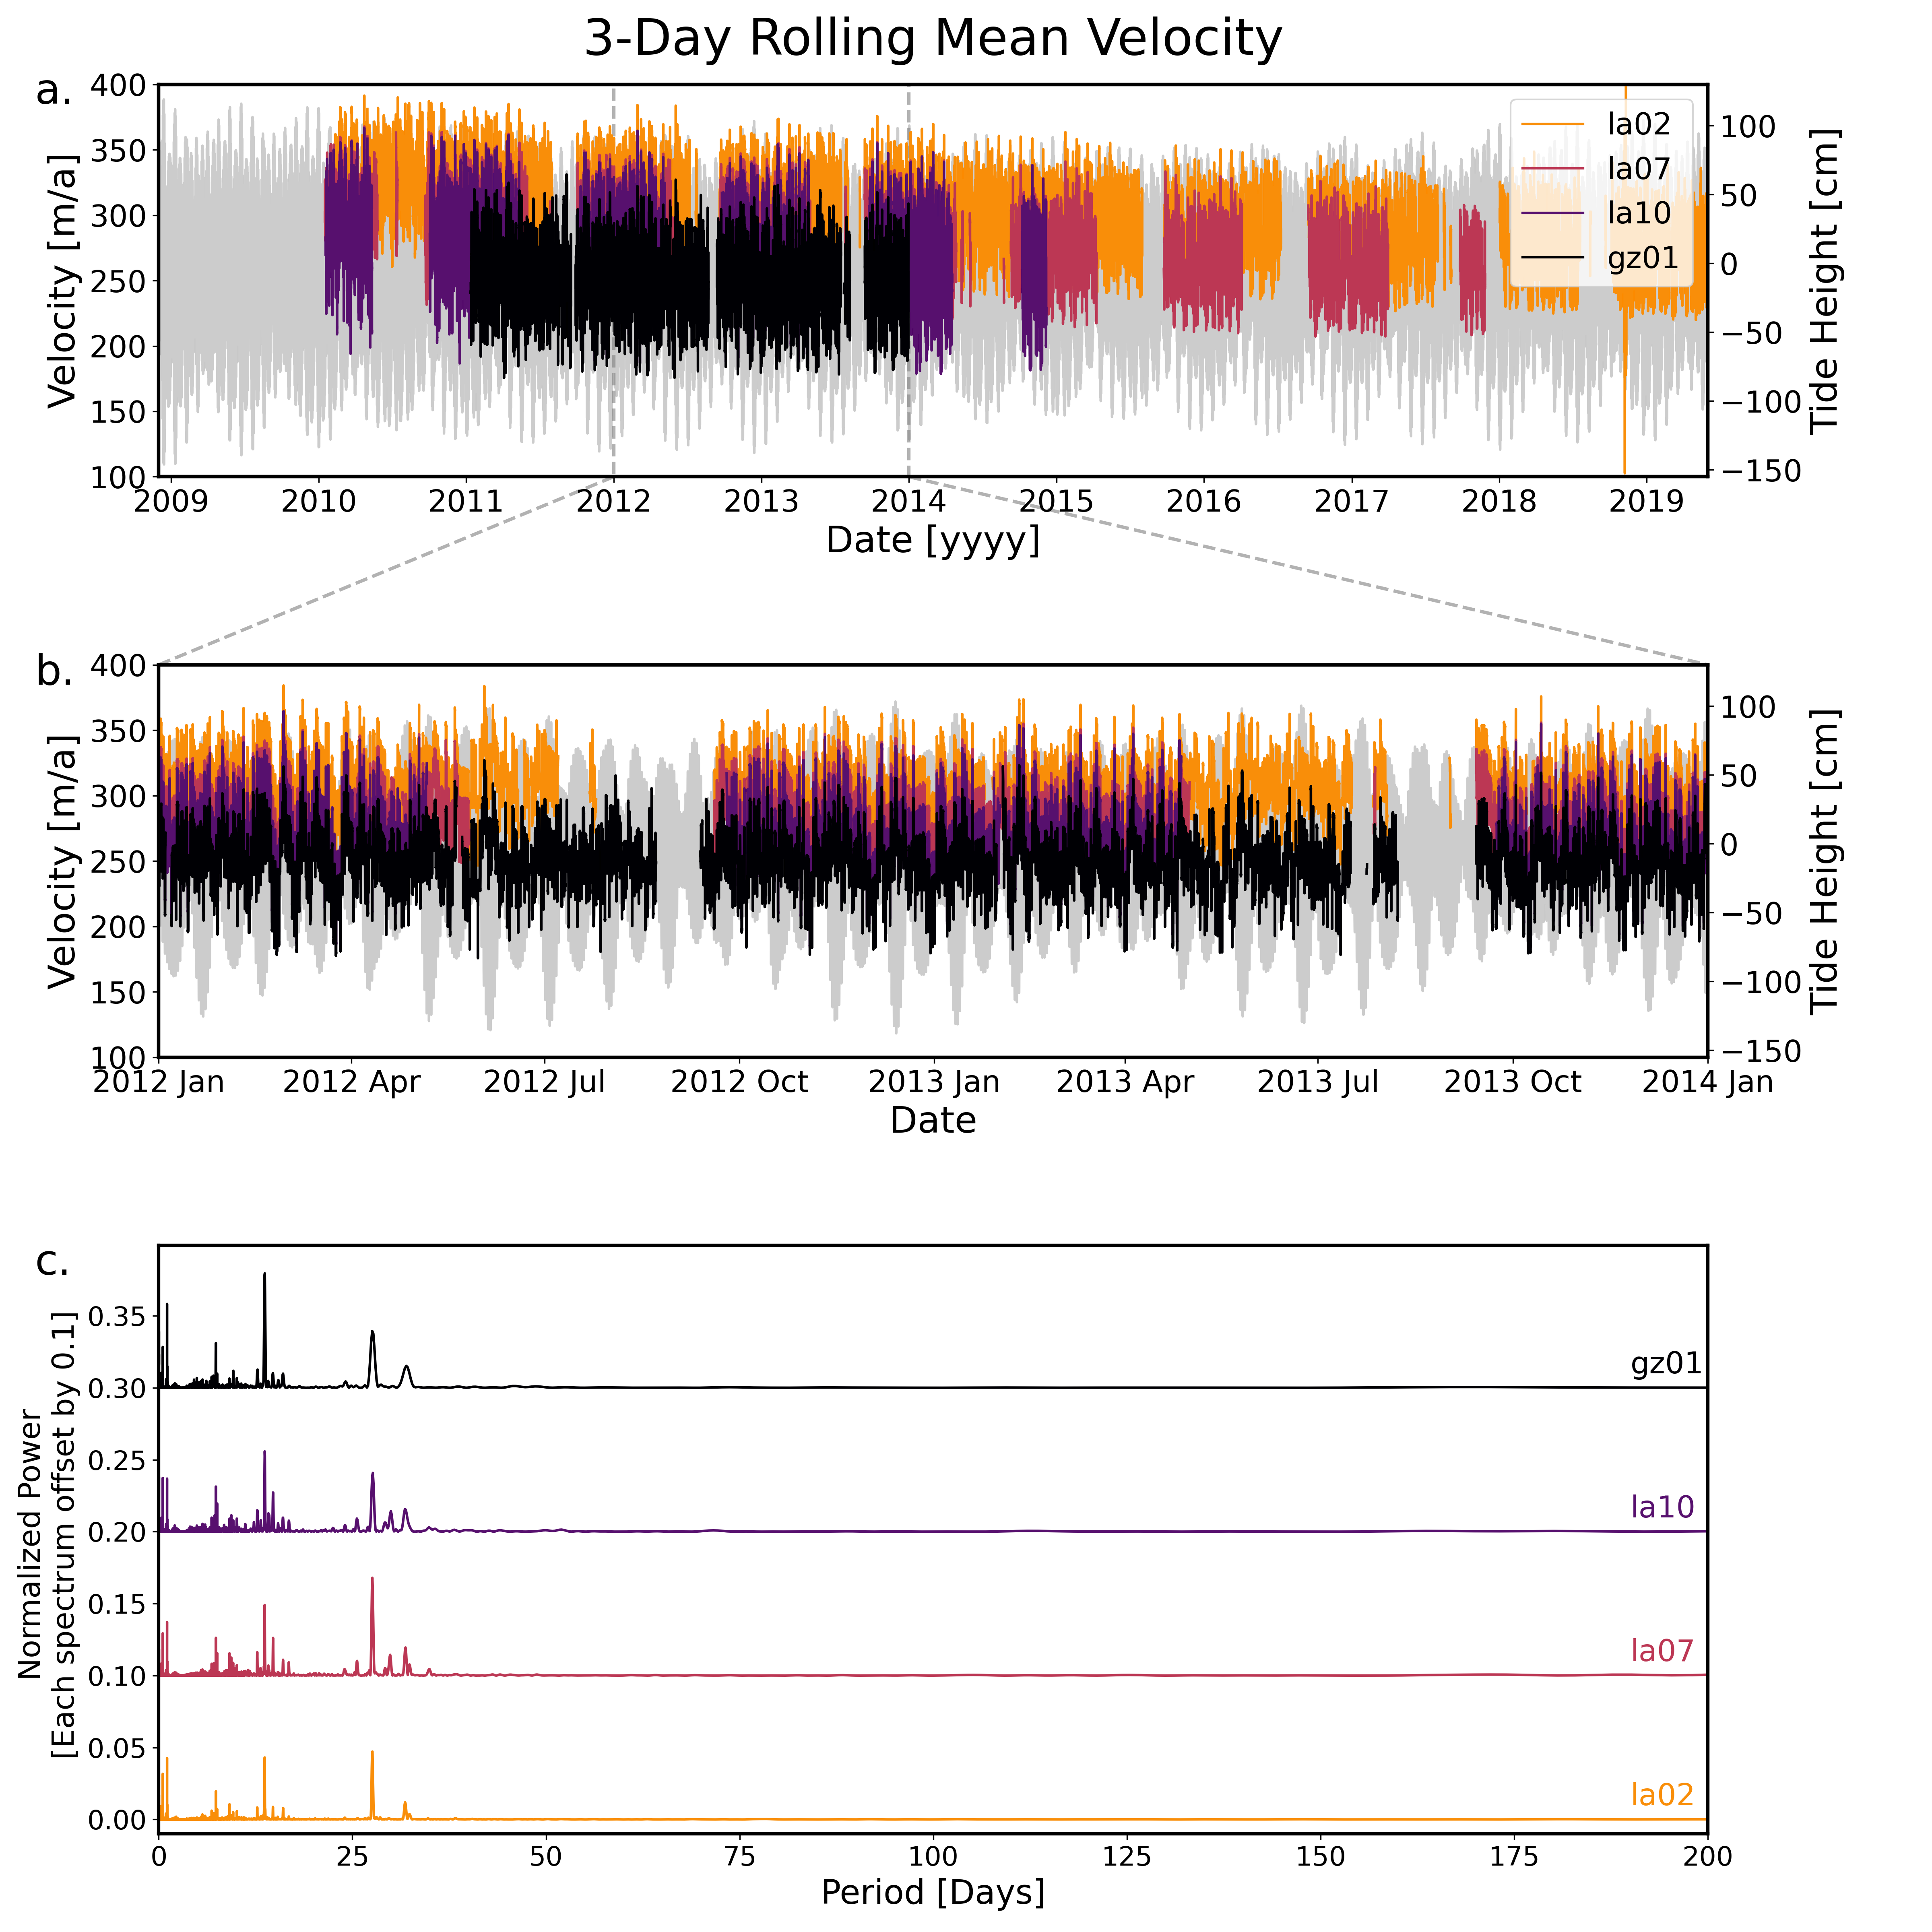 3-Day Rolling Mean Velocity
a.
400
350
300
250
200
150
100
Velocity [m/a]
100
50
0
−50
−100
−150
Tide Height [cm]
la02
la07
la10
gz01
2009 2010 2011 2012 2013 2014 2015 2016 2017 2018 2019
Date [yyyy]
b.
400
350
300
250
200
150
100
Velocity [m/a]
100
50
0
−50
−100
−150
Tide Height [cm]
2012 Jan 2012 Apr 2012 Jul 2012 Oct 2013 Jan 2013 Apr 2013 Jul 2013 Oct 2014 Jan
Date
c.
0.35
0.30
0.25
0.20
0.15
0.10
0.05
0.00
Normalized Power
[Each spectrum offset by 0.1]
gz01
la10
la07
la02
0 25 50 75 100 125 150 175 200
Period [Days]